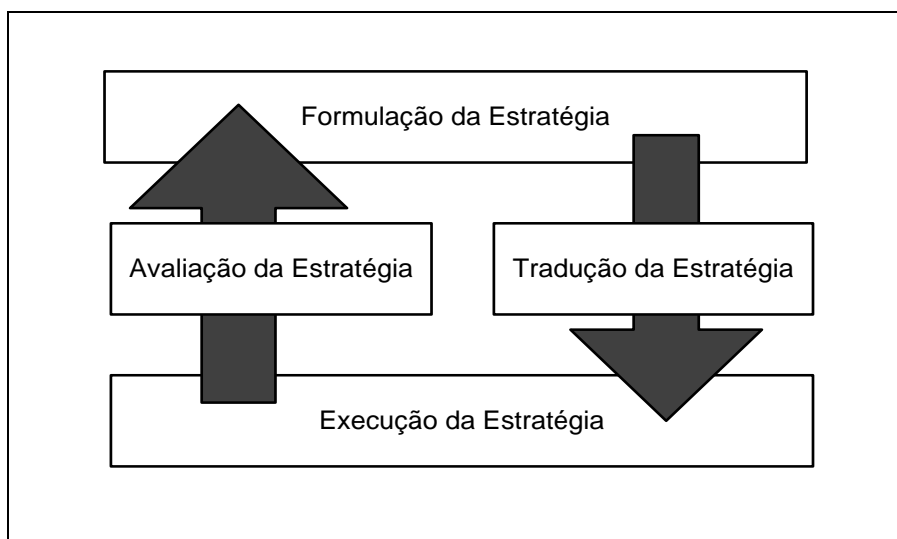 Formulação da Estratégia
Avaliação da Estratégia
Tradução da Estratégia
Execução da Estratégia